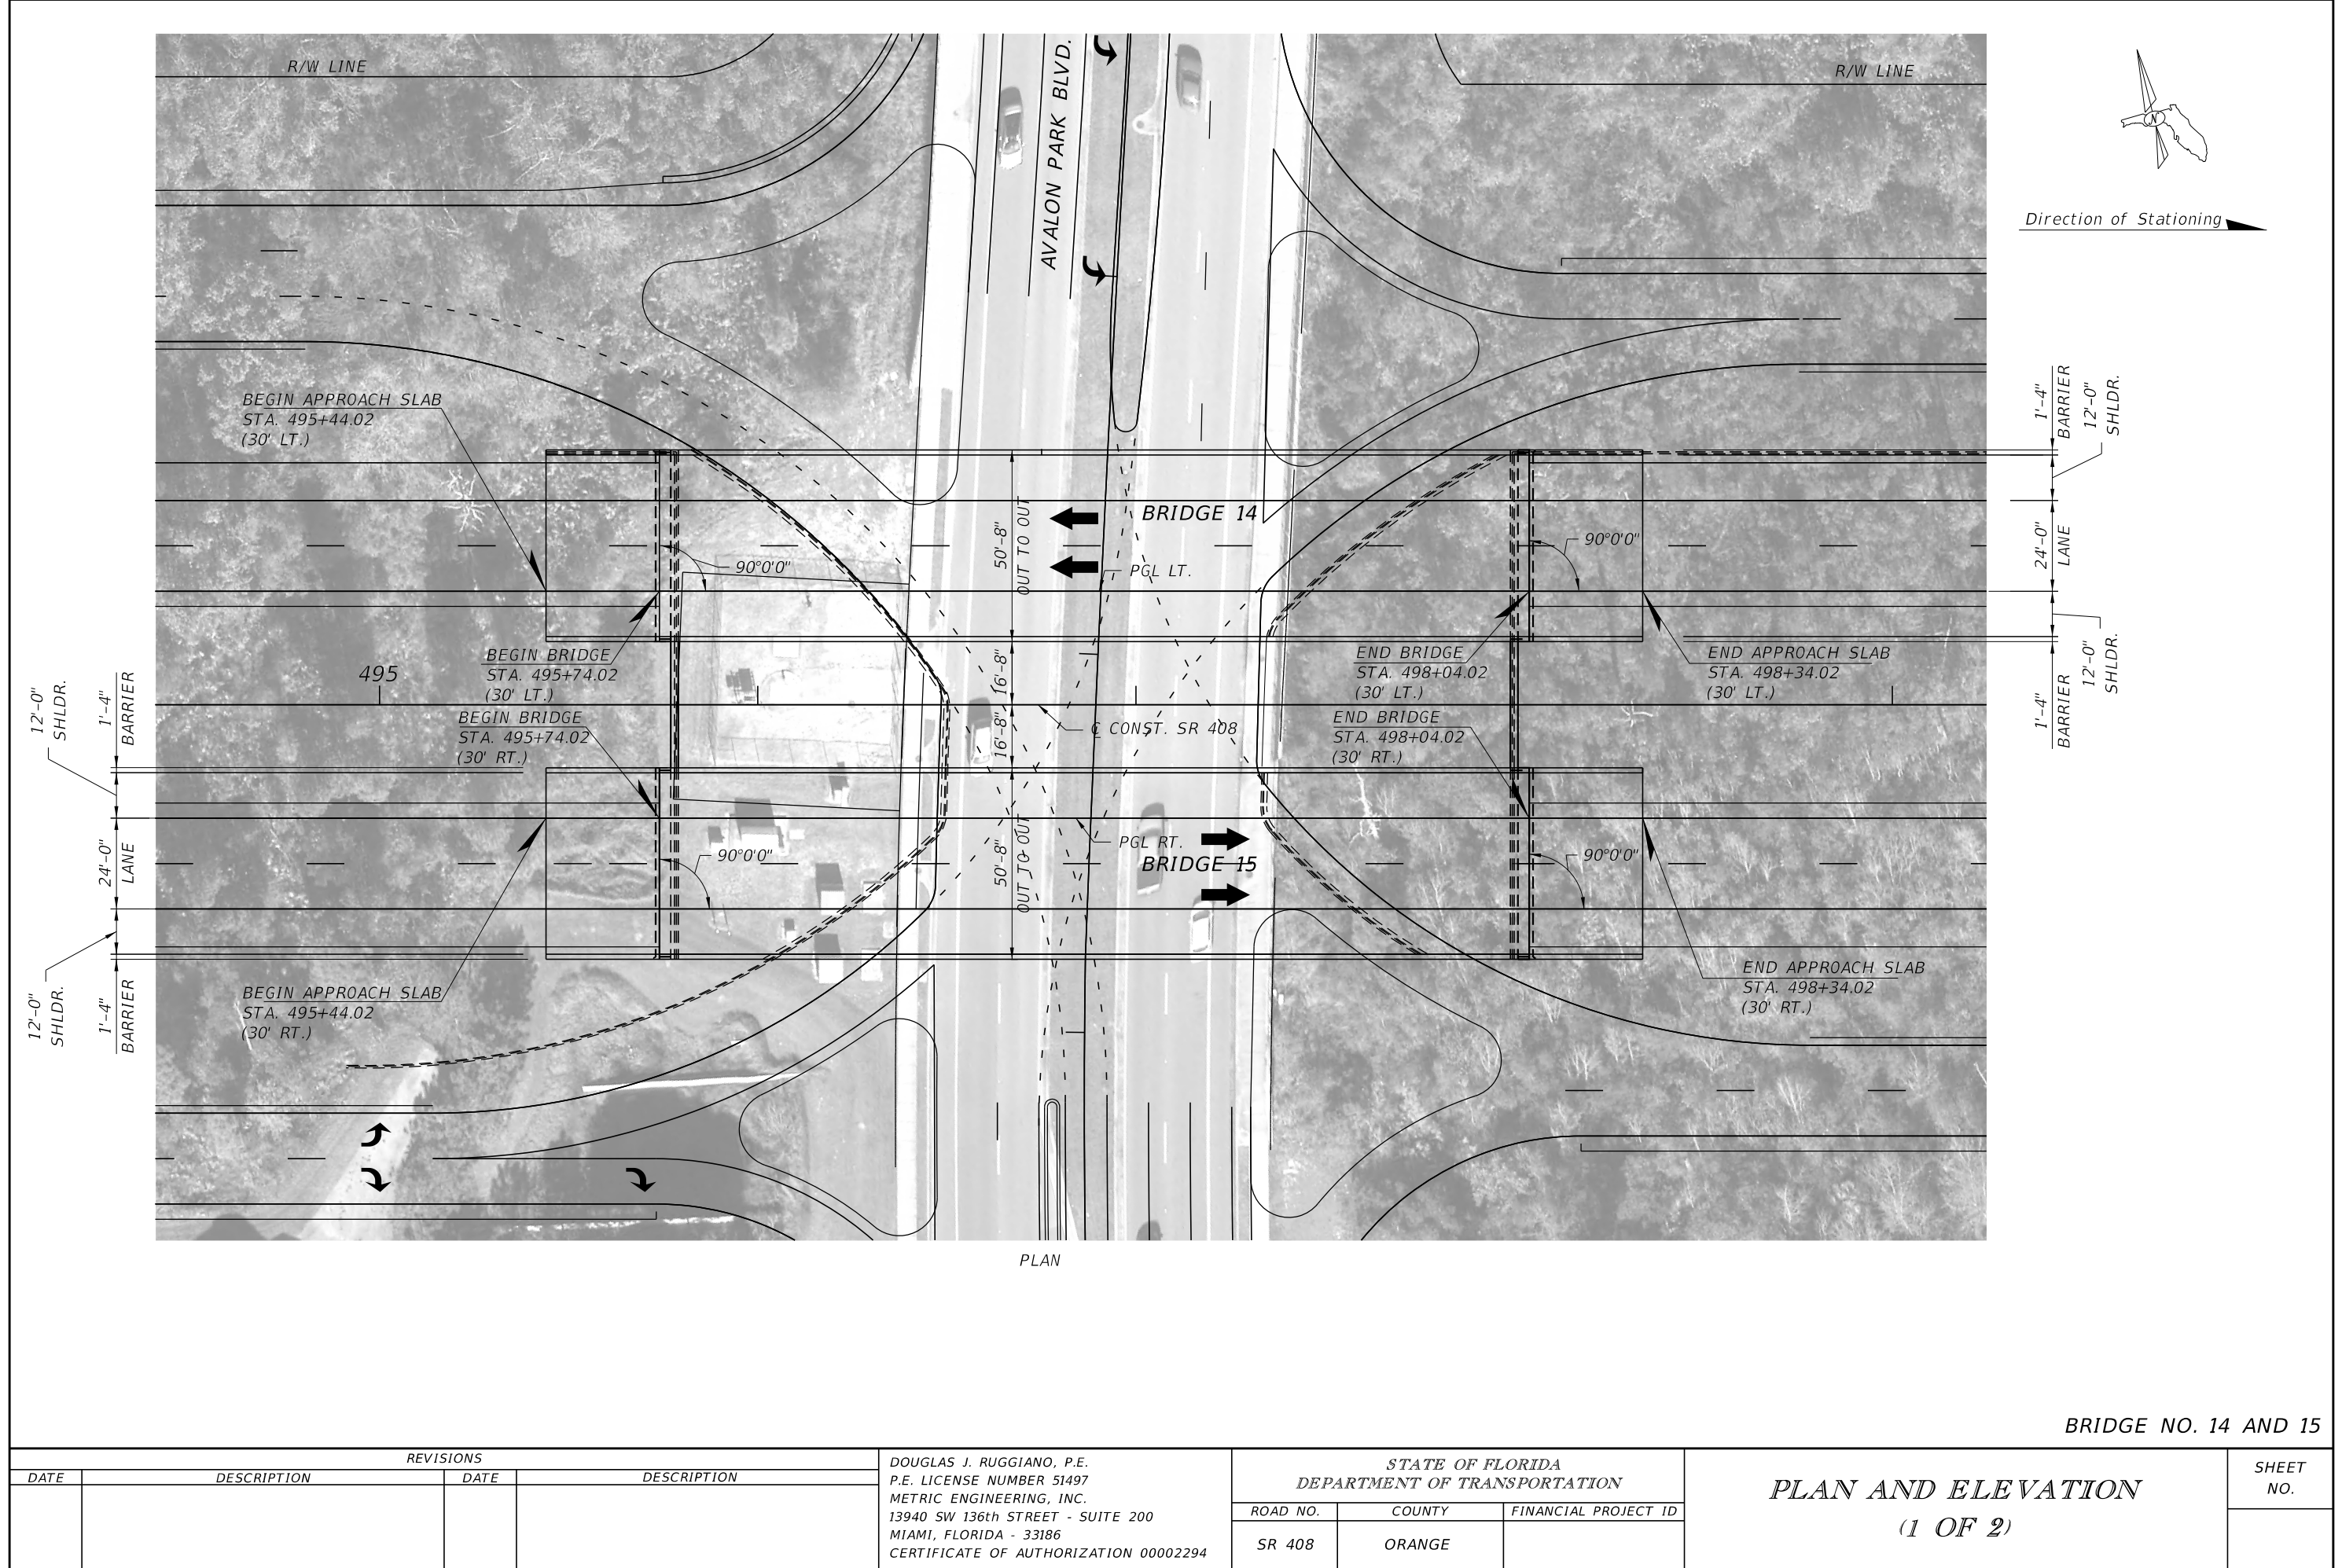 R/W LINE
AVALON PARK BLVD.
R/W LINE
N
Direction of Stationing
BEGIN APPROACH SLAB
STA. 495+44.02
(30' LT.)
1'-4"
BARRIER
12'-0"
SHLDR.
24'-0"
LANE
12'-0"
SHLDR.
1'-4"
BARRIER
50'-8"
OUT TO OUT
BRIDGE 14
90°0'0"
PGL LT.
90°0'0"
BEGIN BRIDGE
STA. 495+74.02
(30' LT.)
END BRIDGE
STA. 498+04.02
(30' LT.)
END APPROACH SLAB
STA. 498+34.02
(30' LT.)
495
16'-8"
16'-8"
BEGIN BRIDGE
STA. 495+74.02
(30' RT.)
℄ CONST. SR 408
END BRIDGE
STA. 498+04.02
(30' RT.)
12'-0"
SHLDR.
1'-4"
BARRIER
24'-0"
LANE
12'-0"
SHLDR.
1'-4"
BARRIER
90°0'0"
50'-8"
OUT TO OUT
PGL RT.
BRIDGE 15
90°0'0"
BEGIN APPROACH SLAB
STA. 495+44.02
(30' RT.)
END APPROACH SLAB
STA. 498+34.02
(30' RT.)
PLAN
BRIDGE NO. 14 AND 15
REVISIONS
DATE DESCRIPTION DATE DESCRIPTION
DOUGLAS J. RUGGIANO, P.E.
P.E. LICENSE NUMBER 51497
METRIC ENGINEERING, INC.
13940 SW 136th STREET - SUITE 200
MIAMI, FLORIDA - 33186
CERTIFICATE OF AUTHORIZATION 00002294
STATE OF FLORIDA
DEPARTMENT OF TRANSPORTATION
ROAD NO. COUNTY FINANCIAL PROJECT ID
SR 408 ORANGE
PLAN AND ELEVATION
(1 OF 2)
SHEET
NO.